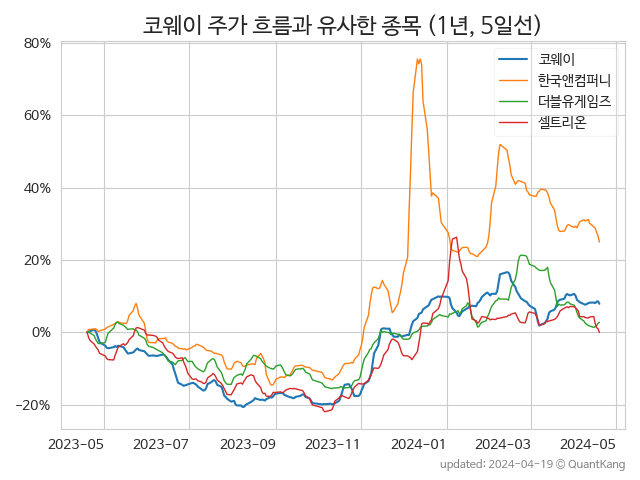 코웨이 주가 흐름과 유사한 종목 (1년, 5일선)
코웨이
한국앤컴퍼니
더블유게임즈
셀트리온
80%
60%
40%
20%
0%
−20%
2023-05 2023-07 2023-09 2023-11 2024-01 2024-03 2024-05
updated: 2024-04-19 © QuantKang